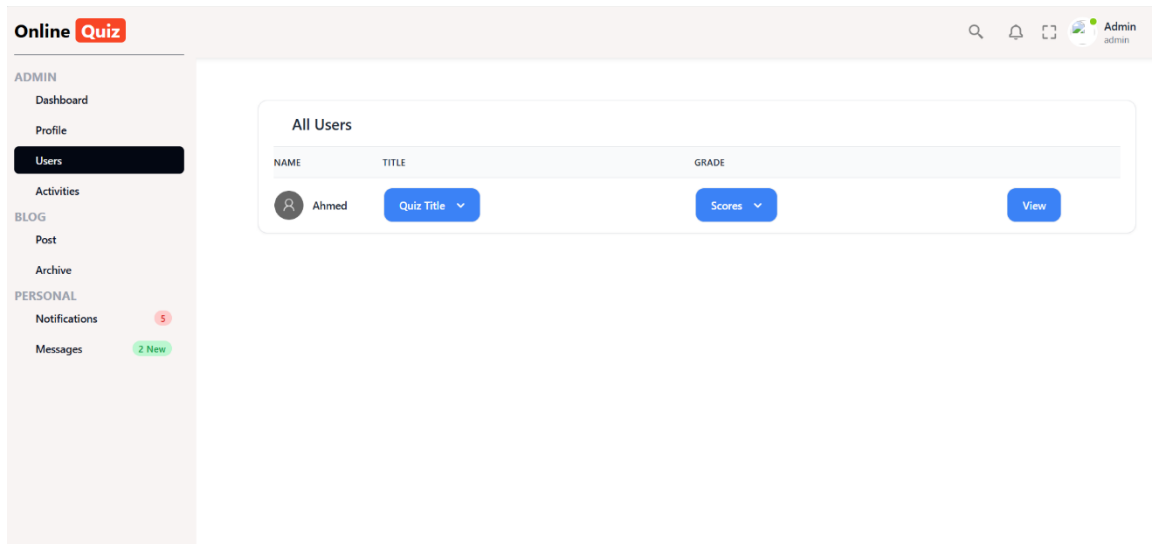 Online Quiz
Admin
admin
ADMIN
Dashboard
Profile
Users
Activities
BLOG
Post
Archive
PERSONAL
Notifications 5
Messages 2 New
All Users
NAME TITLE GRADE
Ahmed Quiz Title Scores View